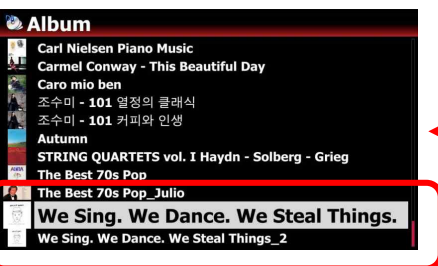 Album
Carl Nielsen Piano Music
Carmel Conway - This Beautiful Day
Caro mio ben
조수미 - 101 열정의 클래식
조수미 - 101 커피와 인생
Autumn
STRING QUARTETS vol. I Haydn - Solberg - Grieg
The Best 70s Pop
The Best 70s Pop_Julio
We Sing. We Dance. We Steal Things.
We Sing. We Dance. We Steal Things._2